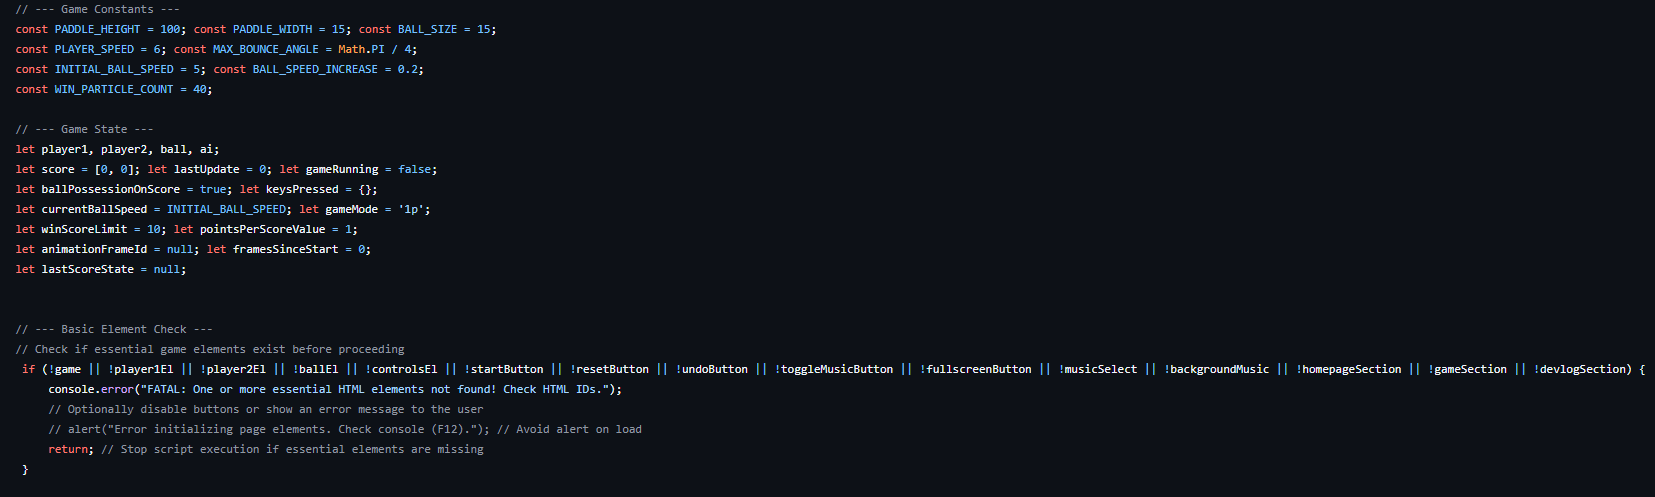 // --- Game Constants ---
const PADDLE_HEIGHT = 100; const PADDLE_WIDTH = 15; const BALL_SIZE = 15;
const PLAYER_SPEED = 6; const MAX_BOUNCE_ANGLE = Math.PI / 4;
const INITIAL_BALL_SPEED = 5; const BALL_SPEED_INCREASE = 0.2;
const WIN_PARTICLE_COUNT = 40;
// --- Game State ---
let player1, player2, ball, ai;
let score = [0, 0]; let lastUpdate = 0; let gameRunning = false;
let ballPossessionOnScore = true; let keysPressed = {};
let currentBallSpeed = INITIAL_BALL_SPEED; let gameMode = '1p';
let winScoreLimit = 10; let pointsPerScoreValue = 1;
let animationFrameId = null; let framesSinceStart = 0;
let lastScoreState = null;
// --- Basic Element Check ---
// Check if essential game elements exist before proceeding
if (!game || !player1El || !player2El || !ballEl || !controlsEl || !startButton || !resetButton || !undoButton || !toggleMusicButton || !fullscreenButton || !musicSelect || !backgroundMusic || !homepageSection || !gameSection || !devlogSection) {
console.error("FATAL: One or more essential HTML elements not found! Check HTML IDs.");
// Optionally disable buttons or show an error message to the user
// alert("Error initializing page elements. Check console (F12)."); // Avoid alert on load
return; // Stop script execution if essential elements are missing
}